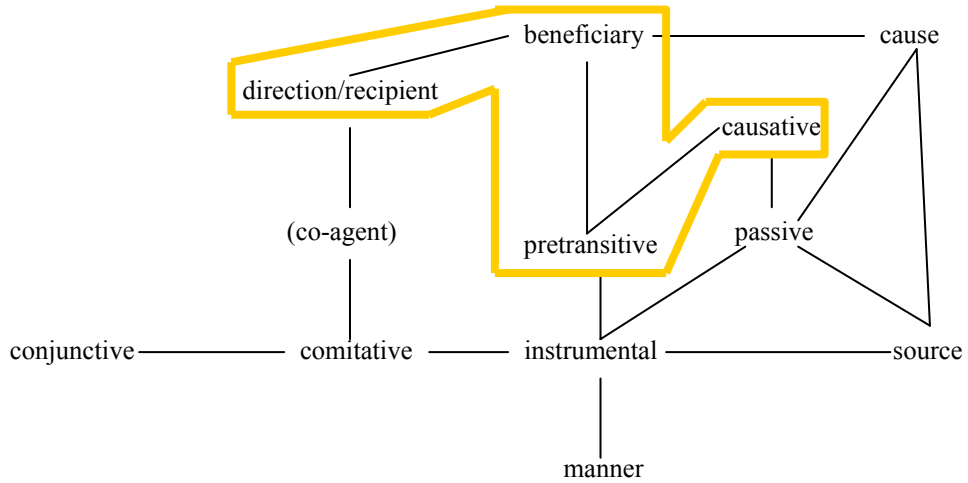 beneficiary
cause
direction/recipient
causative
(co-agent)
pretransitive
passive
conjunctive
comitative
instrumental
source
manner